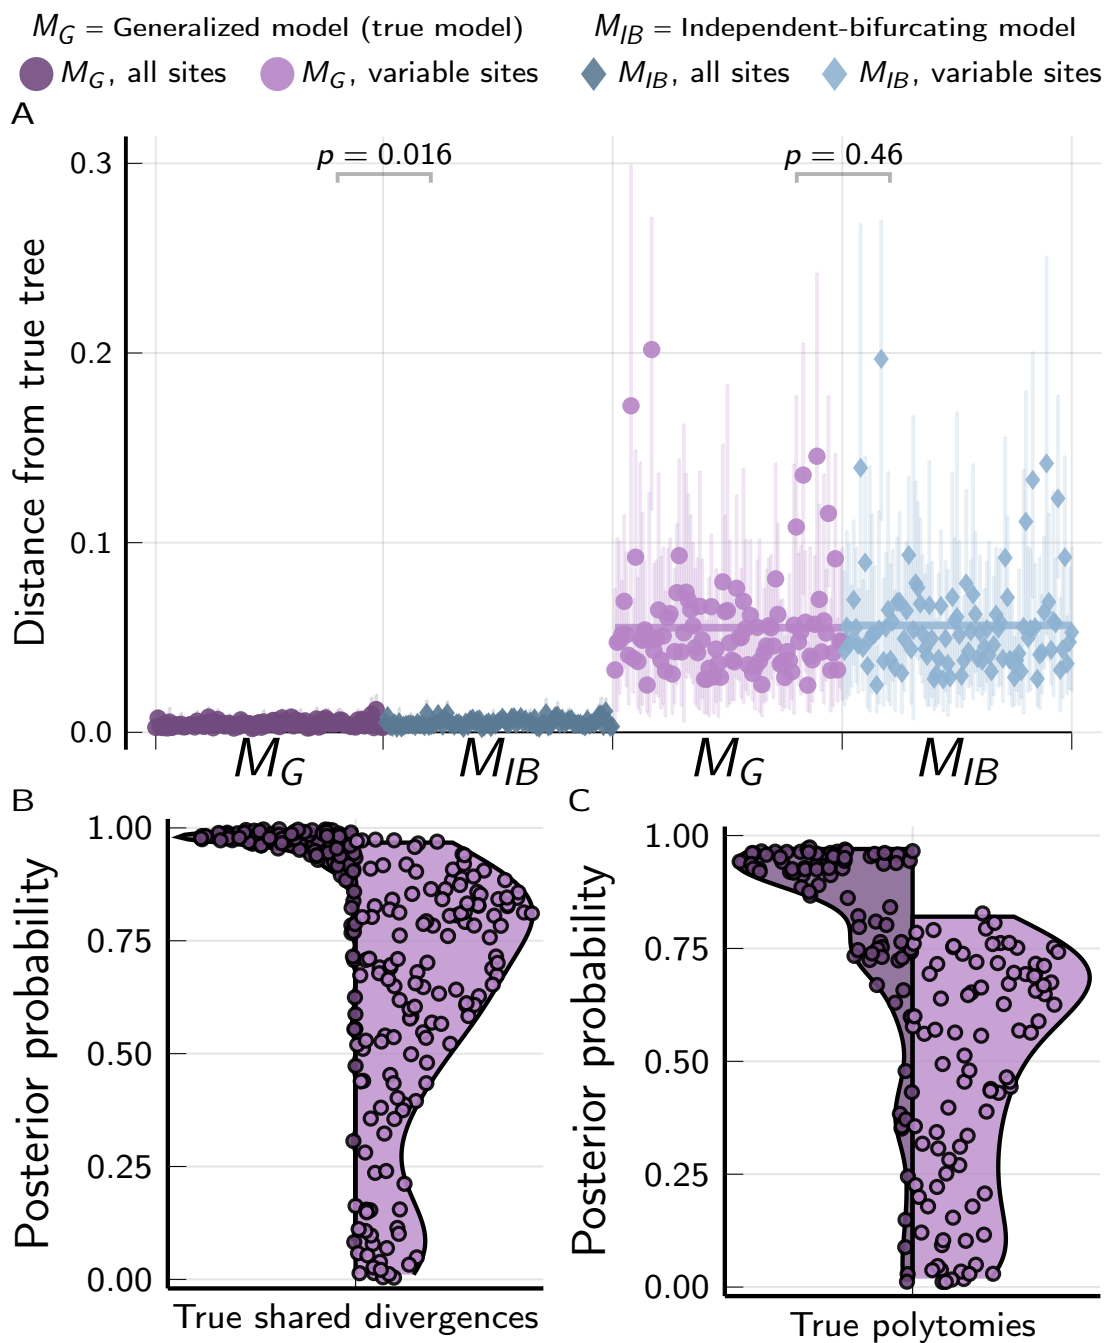 M_G = Generalized model (true model) M_IB = Independent-bifurcating model
M_G, all sites M_G, variable sites M_IB, all sites M_IB, variable sites
A
p = 0.016 p = 0.46
0.3
0.2
0.1
0.0
Distance from true tree
M_G M_IB M_G M_IB
B
1.00
0.75
0.50
0.25
0.00
Posterior probability
True shared divergences
C
1.00
0.75
0.50
0.25
0.00
Posterior probability
True polytomies